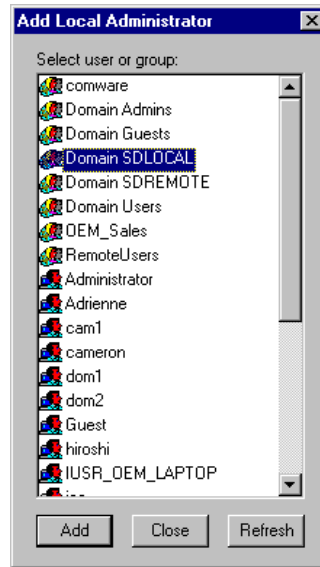 Add Local Administrator
Select user or group:
comware
Domain Admins
Domain Guests
Domain SDLOCAL
Domain SDREMOTE
Domain Users
OEM_Sales
RemoteUsers
Administrator
Adrienne
cam1
cameron
dom1
dom2
Guest
hiroshi
IUSR_OEM_LAPTOP
Add Close Refresh